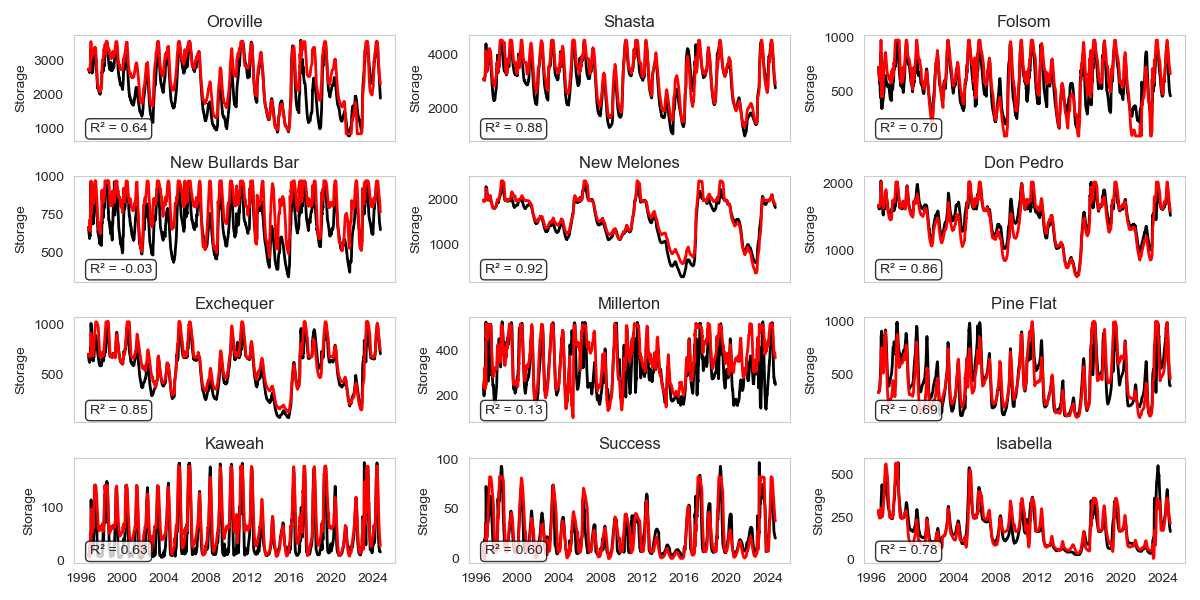 Oroville
Shasta
Folsom
Storage
3000
2000
1000
R² = 0.64
Storage
4000
2000
R² = 0.88
Storage
1000
500
R² = 0.70
New Bullards Bar
New Melones
Don Pedro
Storage
1000
750
500
R² = -0.03
Storage
2000
1000
R² = 0.92
Storage
2000
1000
R² = 0.86
Exchequer
Millerton
Pine Flat
Storage
1000
500
R² = 0.85
Storage
400
200
R² = 0.13
Storage
1000
500
R² = 0.69
Kaweah
Success
Isabella
Storage
100
0
R² = 0.63
1996 2000 2004 2008 2012 2016 2020 2024
Storage
100
50
0
R² = 0.60
1996 2000 2004 2008 2012 2016 2020 2024
Storage
500
250
0
R² = 0.78
1996 2000 2004 2008 2012 2016 2020 2024